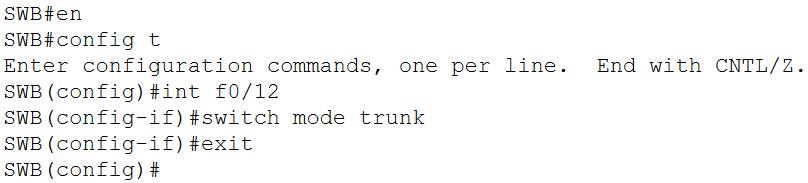 SWB#en
SWB#config t
Enter configuration commands, one per line.  End with CNTL/Z.
SWB(config)#int f0/12
SWB(config-if)#switch mode trunk
SWB(config-if)#exit
SWB(config)#